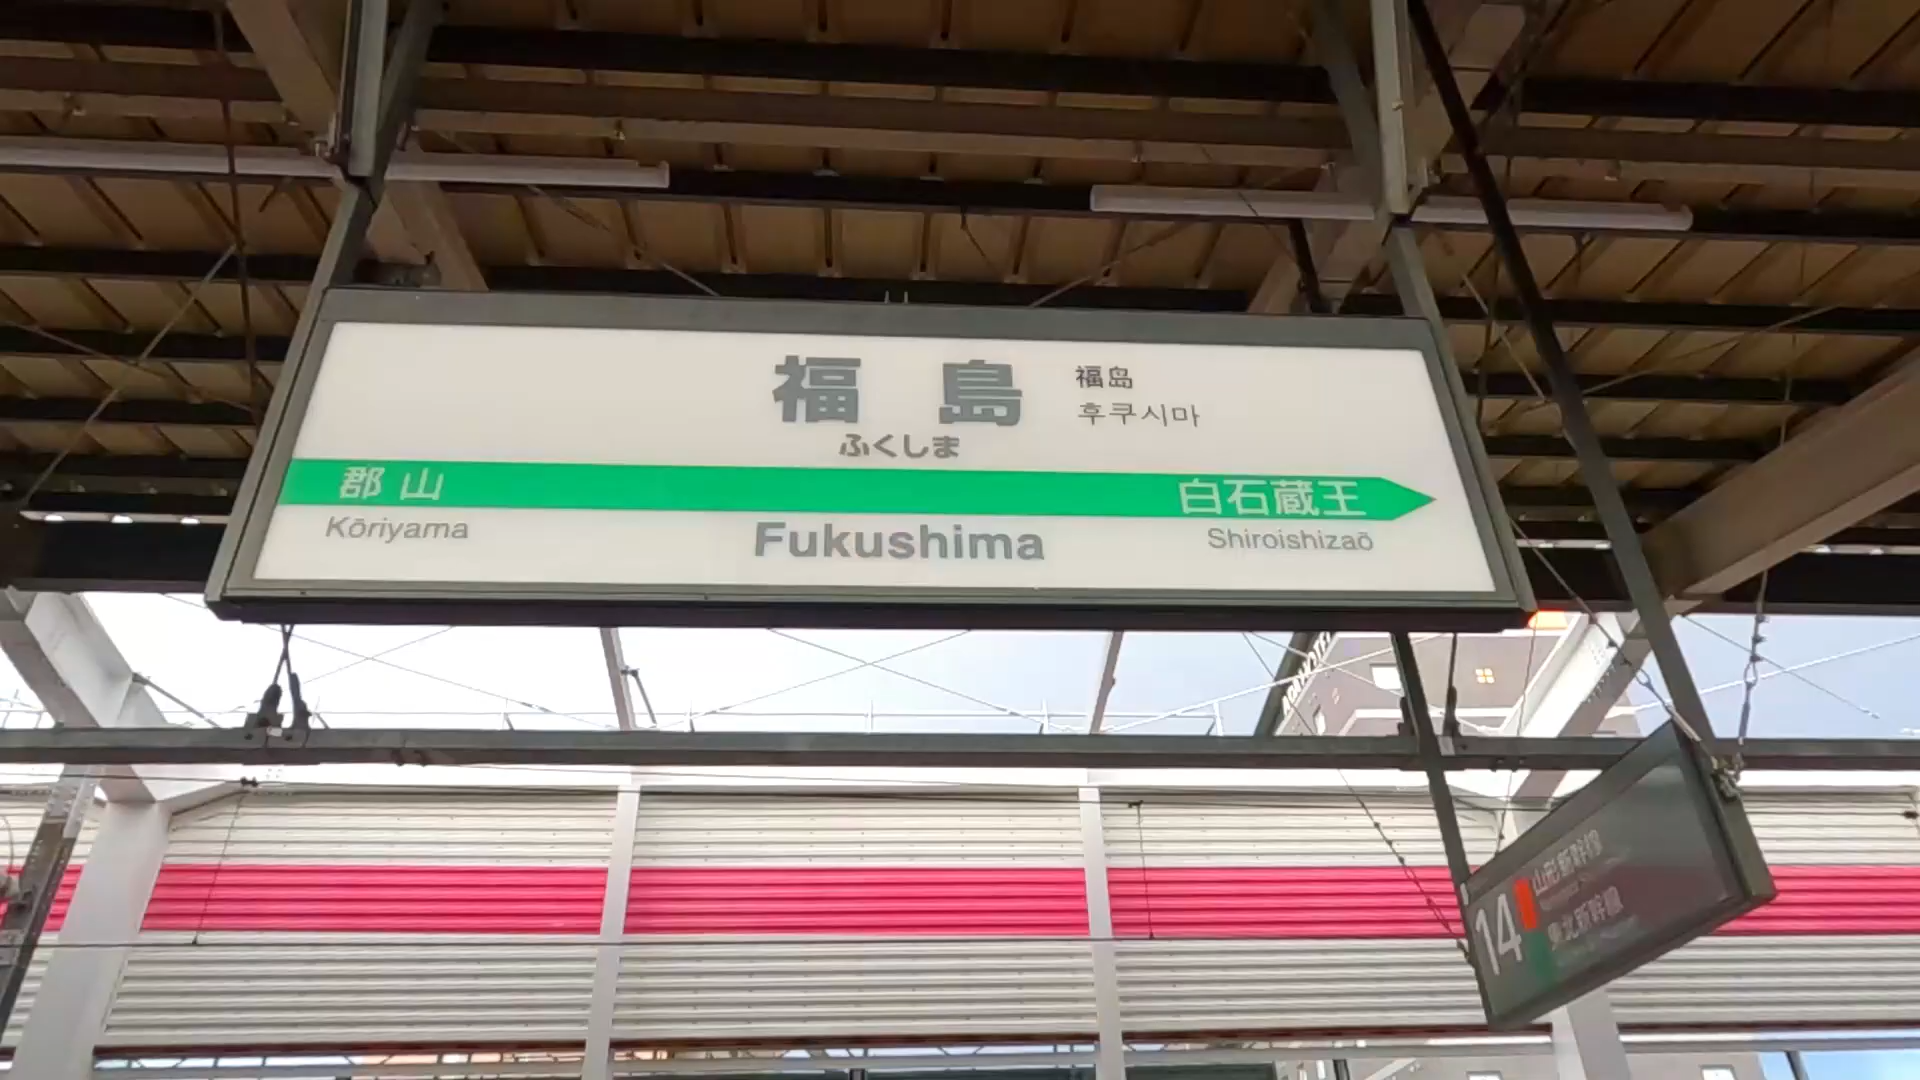 福島
福岛
후쿠시마
ふくしま
郡山
白石蔵王
Kōriyama
Fukushima
Shiroishizaō
14
山形新幹線
東北新幹線